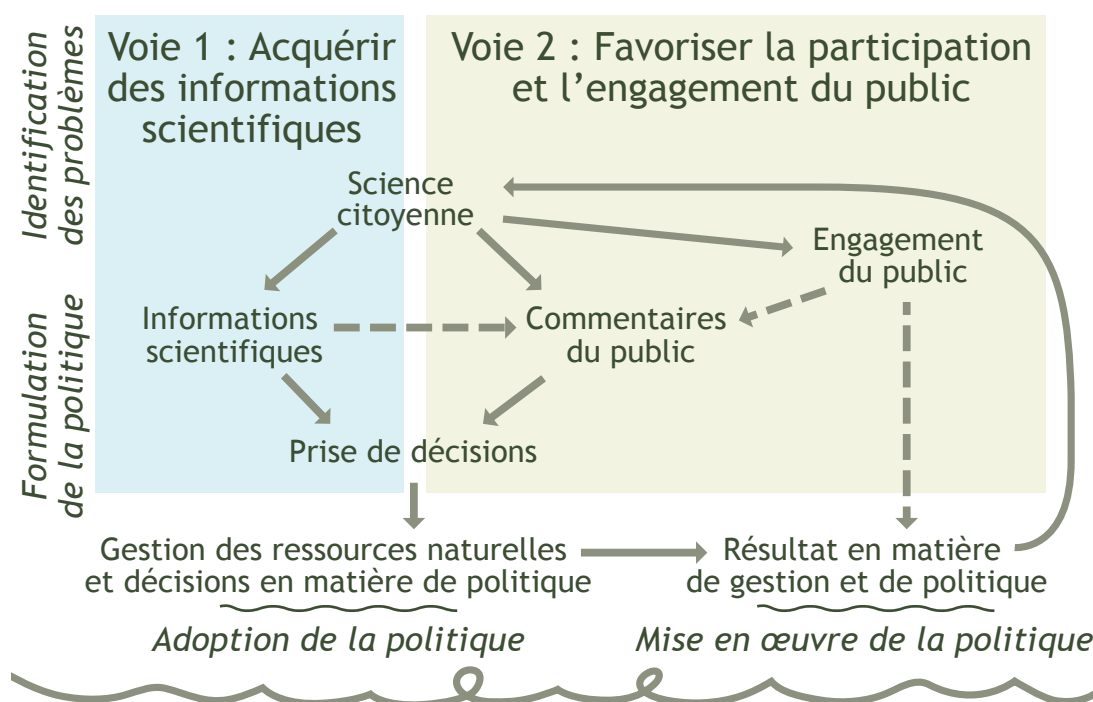 Identification
des problèmes
Voie 1 : Acquérir
des informations
scientifiques
Voie 2 : Favoriser la participation
et l’engagement du public
Science
citoyenne
Engagement
du public
Formulation
de la politique
Informations
scientifiques
Commentaires
du public
Prise de décisions
Gestion des ressources naturelles
et décisions en matière de politique
Résultat en matière
de gestion et de politique
Adoption de la politique
Mise en œuvre de la politique